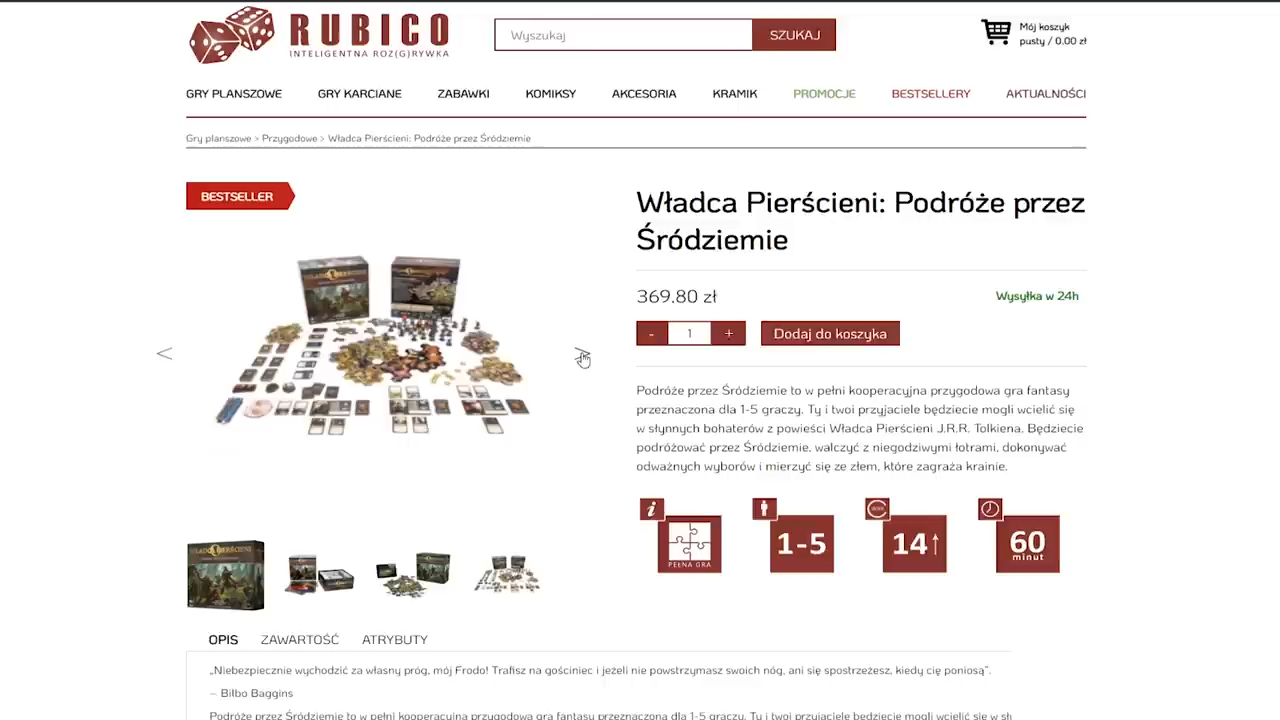 RUBICO
INTELIGENTNA ROZ(G)RYWKA
Wyszukaj
SZUKAJ
Mój koszyk
pusty / 0.00 zł
GRY PLANSZOWE GRY KARCIANE ZABAWKI KOMIKSY AKCESORIA KRAMIK PROMOCJE BESTSELLERY AKTUALNOŚCI
Gry planszowe > Przygodowe > Władca Pierścieni: Podróże przez Śródziemie
BESTSELLER
Władca Pierścieni: Podróże przez
Śródziemie
369.80 zł
Wysyłka w 24h
- 1 +
Dodaj do koszyka
Podróże przez Śródziemie to w pełni kooperacyjna przygodowa gra fantasy
przeznaczona dla 1-5 graczy. Ty i twoi przyjaciele będziecie mogli wcielić się
w słynnych bohaterów z powieści Władca Pierścieni J.R.R. Tolkiena. Będziecie
podróżować przez Śródziemie, walczyć z niegodziwymi łotrami, dokonywać
odważnych wyborów i mierzyć się ze złem, które zagraża krainie.
i
PEŁNA GRA
1-5
14↑
60
minut
< >
OPIS ZAWARTOŚĆ ATRYBUTY
„Niebezpiecznie wychodzić za własny próg, mój Frodo! Trafisz na gościniec i jeżeli nie powstrzymasz swoich nóg, ani się spostrzeżesz, kiedy cię poniosą”.
– Bilbo Baggins
Podróże przez Śródziemie to w pełni kooperacyjna przygodowa gra fantasy przeznaczona dla 1-5 graczy. Ty i twoi przyjaciele będziecie mogli wcielić się w sł